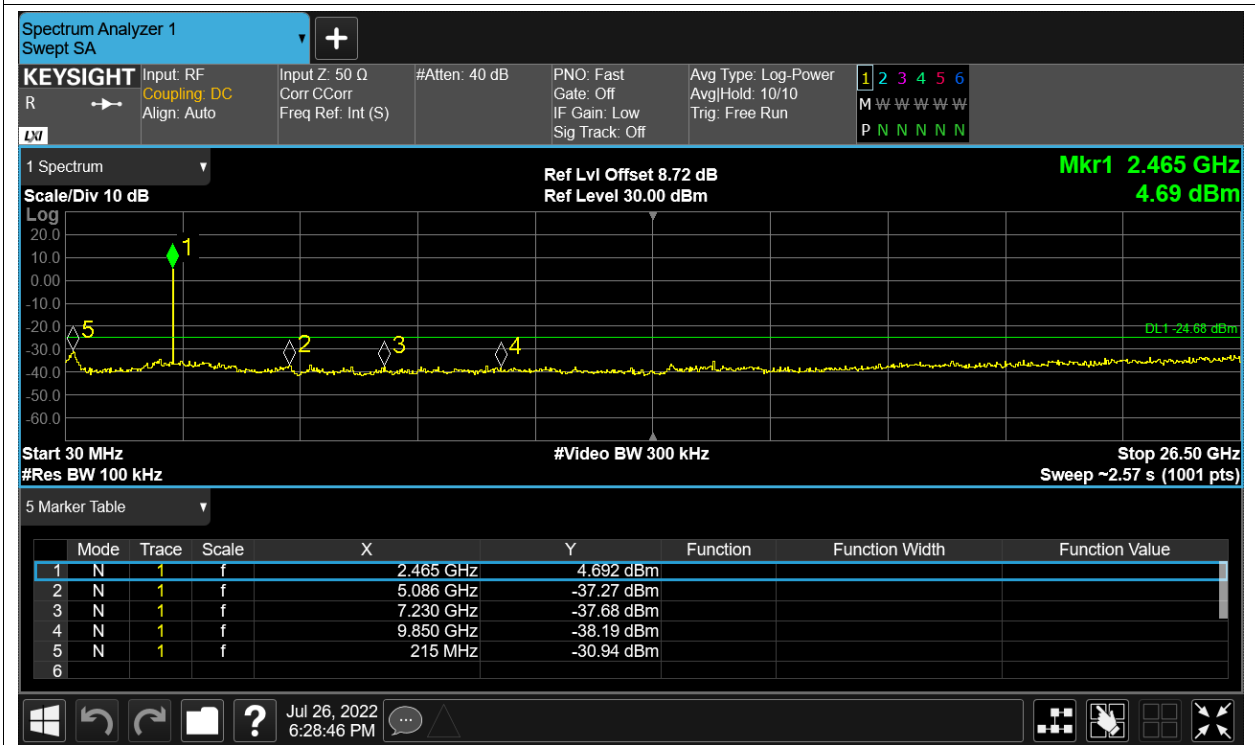 Spectrum Analyzer 1
Swept SA
KEYSIGHT Input: RF Input Z: 50 Ω #Atten: 40 dB PNO: Fast Avg Type: Log-Power 1 2 3 4 5 6
R Coupling: DC Corr CCorr Gate: Off Avg|Hold: 10/10 M W W W W W
Align: Auto Freq Ref: Int (S) IF Gain: Low Trig: Free Run
LXI Sig Track: Off P N N N N N
1 Spectrum Ref Lvl Offset 8.72 dB Mkr1 2.465 GHz
Scale/Div 10 dB Ref Level 30.00 dBm 4.69 dBm
Log
20.0
1
10.0
0.00
-10.0
-20.0
5 DL1 -24.68 dBm
-30.0 2 3 4
-40.0
-50.0
-60.0
Start 30 MHz #Video BW 300 kHz Stop 26.50 GHz
#Res BW 100 kHz Sweep ~2.57 s (1001 pts)
5 Marker Table
Mode Trace Scale X Y Function Function Width Function Value
1 N 1 f 2.465 GHz 4.692 dBm
2 N 1 f 5.086 GHz -37.27 dBm
3 N 1 f 7.230 GHz -37.68 dBm
4 N 1 f 9.850 GHz -38.19 dBm
5 N 1 f 215 MHz -30.94 dBm
6
? Jul 26, 2022
6:28:46 PM